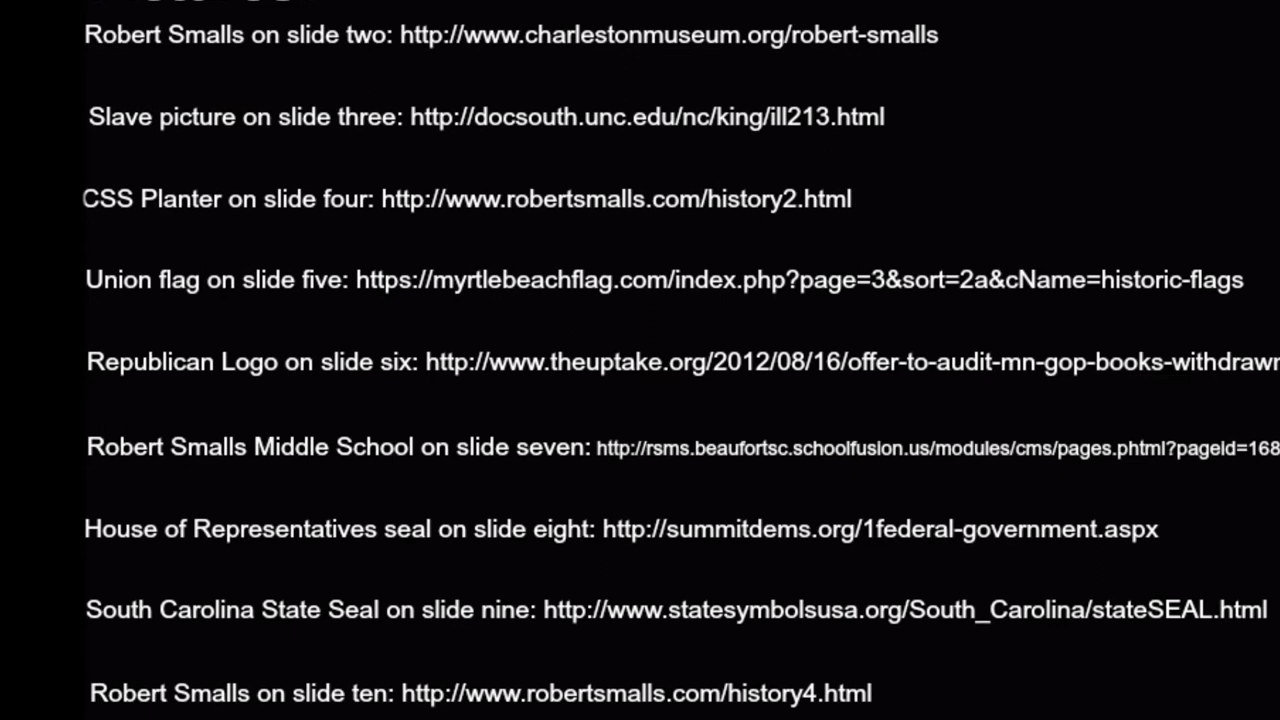 Robert Smalls on slide two: http://www.charlestonmuseum.org/robert-smalls
Slave picture on slide three: http://docsouth.unc.edu/nc/king/ill213.html
CSS Planter on slide four: http://www.robertsmalls.com/history2.html
Union flag on slide five: https://myrtlebeachflag.com/index.php?page=3&sort=2a&cName=historic-flags
Republican Logo on slide six: http://www.theuptake.org/2012/08/16/offer-to-audit-mn-gop-books-withdrawn
Robert Smalls Middle School on slide seven: http://rsms.beaufortsc.schoolfusion.us/modules/cms/pages.phtml?pageid=168
House of Representatives seal on slide eight: http://summitdems.org/1federal-government.aspx
South Carolina State Seal on slide nine: http://www.statesymbolsusa.org/South_Carolina/stateSEAL.html
Robert Smalls on slide ten: http://www.robertsmalls.com/history4.html